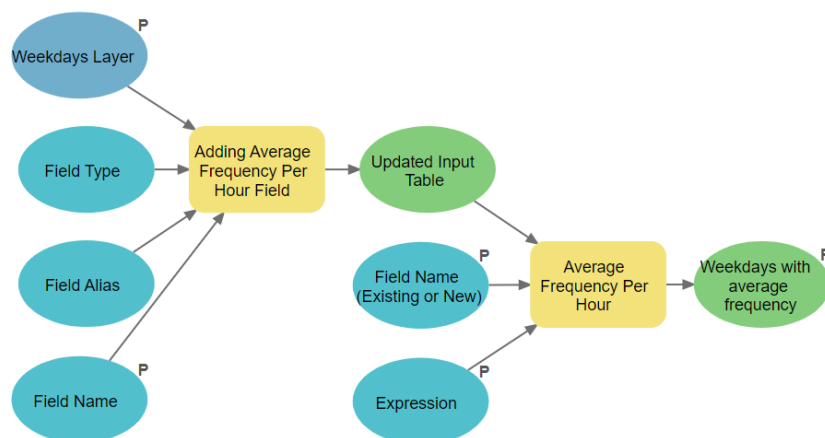 P
Weekdays Layer
Field Type
Adding Average
Frequency Per
Hour Field
Updated Input
Table
Field Alias
P
Field Name
(Existing or New)
Average
Frequency Per
Hour
P
Weekdays with
average
frequency
P
Field Name
P
Expression